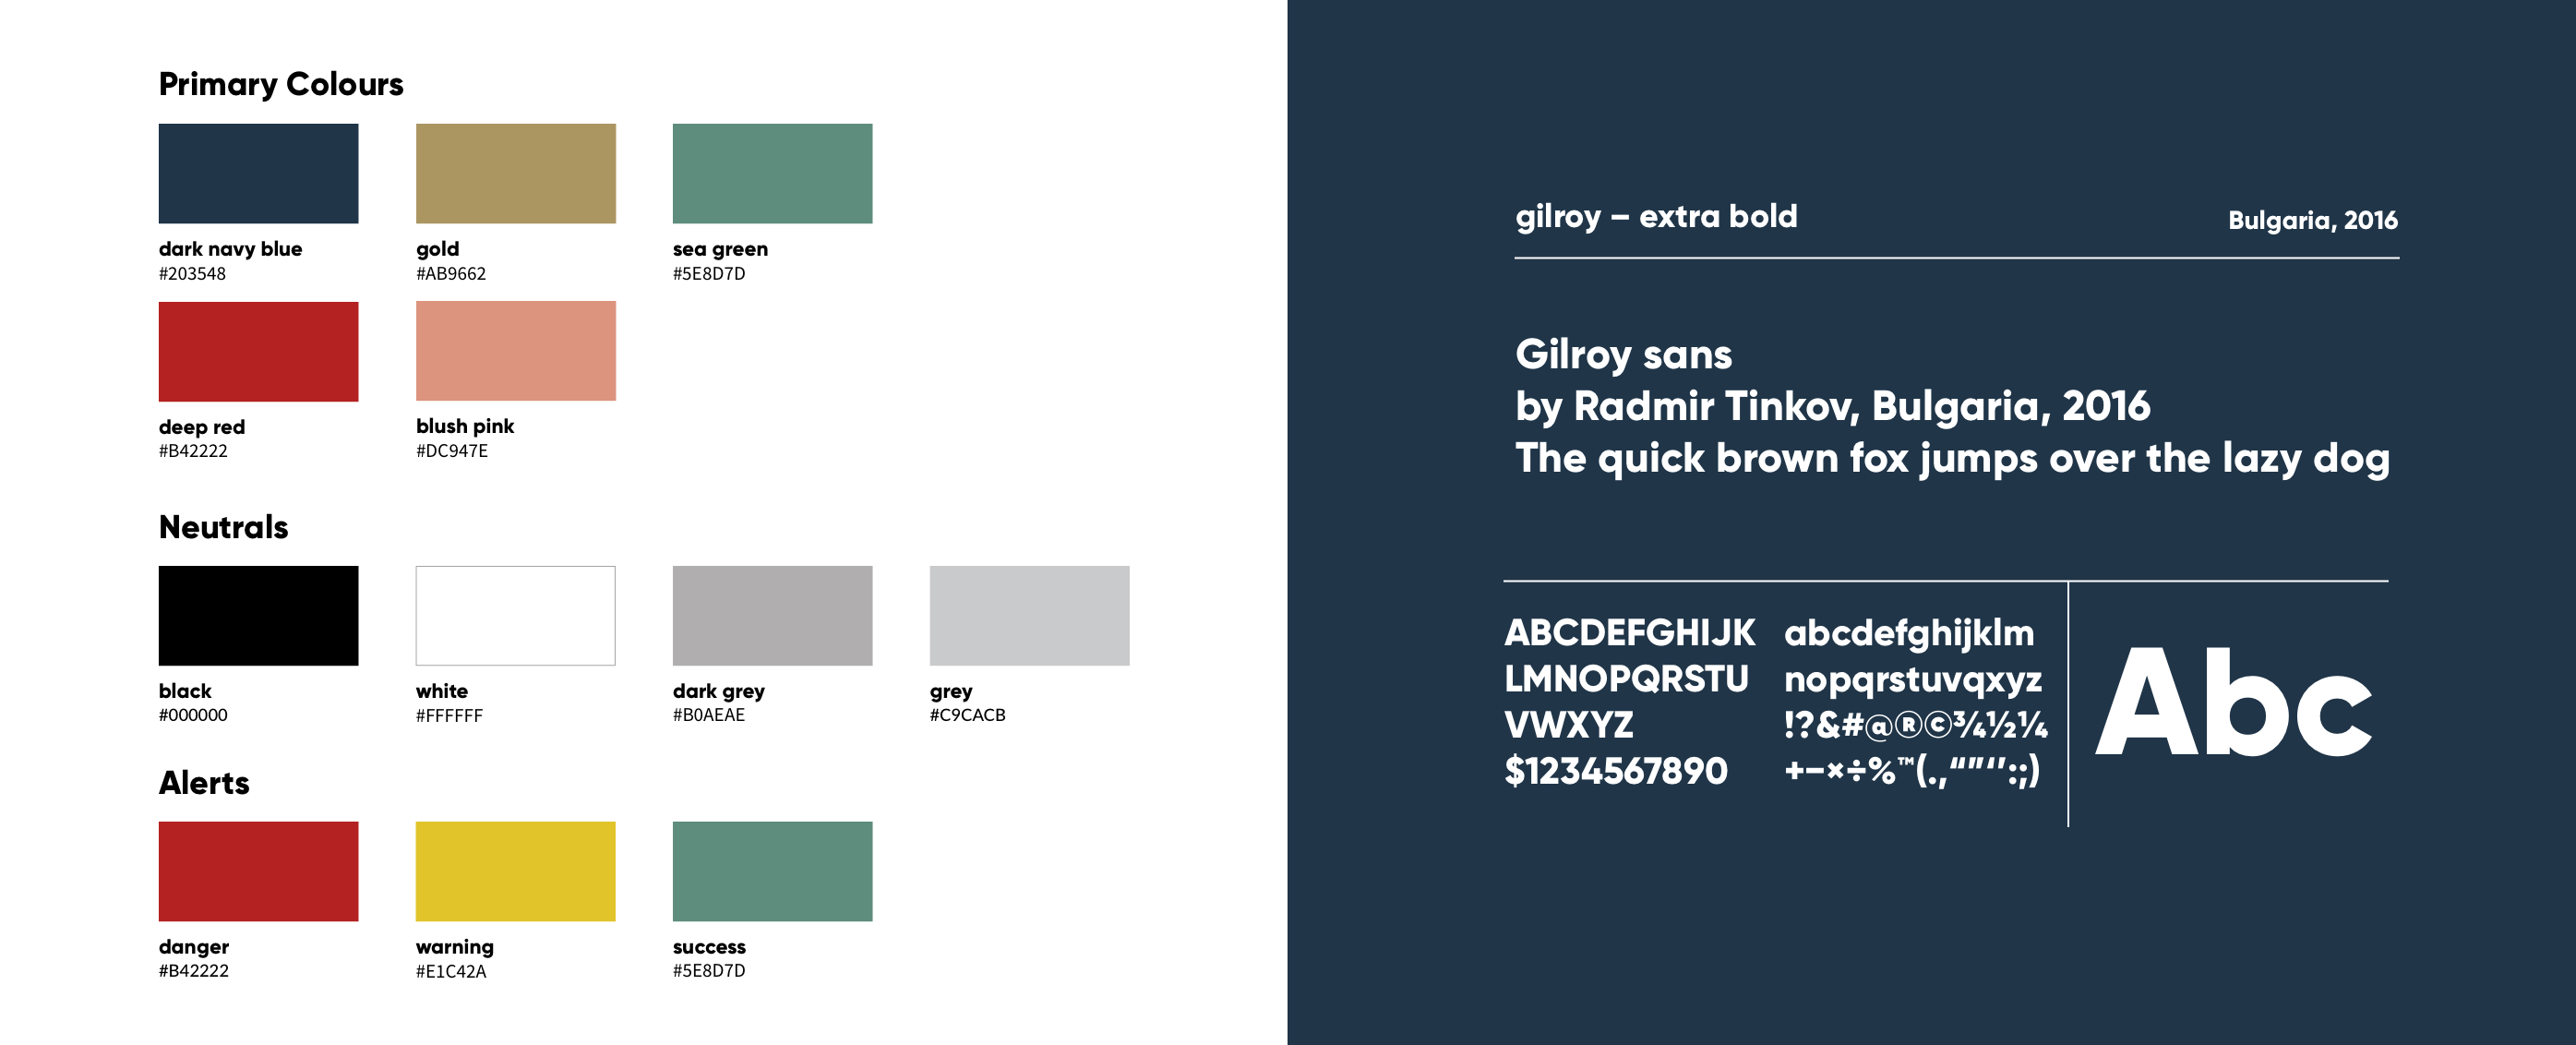 Primary Colours
dark navy blue
#203548
gold
#AB9662
sea green
#5E8D7D
deep red
#B42222
blush pink
#DC947E
Neutrals
black
#000000
white
#FFFFFF
dark grey
#B0AEAE
grey
#C9CACB
Alerts
danger
#B42222
warning
#E1C42A
success
#5E8D7D
gilroy – extra bold
Bulgaria, 2016
Gilroy sans
by Radmir Tinkov, Bulgaria, 2016
The quick brown fox jumps over the lazy dog
ABCDEFGHIJK
LMNOPQRSTU
VWXYZ
$1234567890
abcdefghijklm
nopqrstuvqxyz
!?&#@®©¾½¼
+−×÷%™(.,“”‘’:;)
Abc